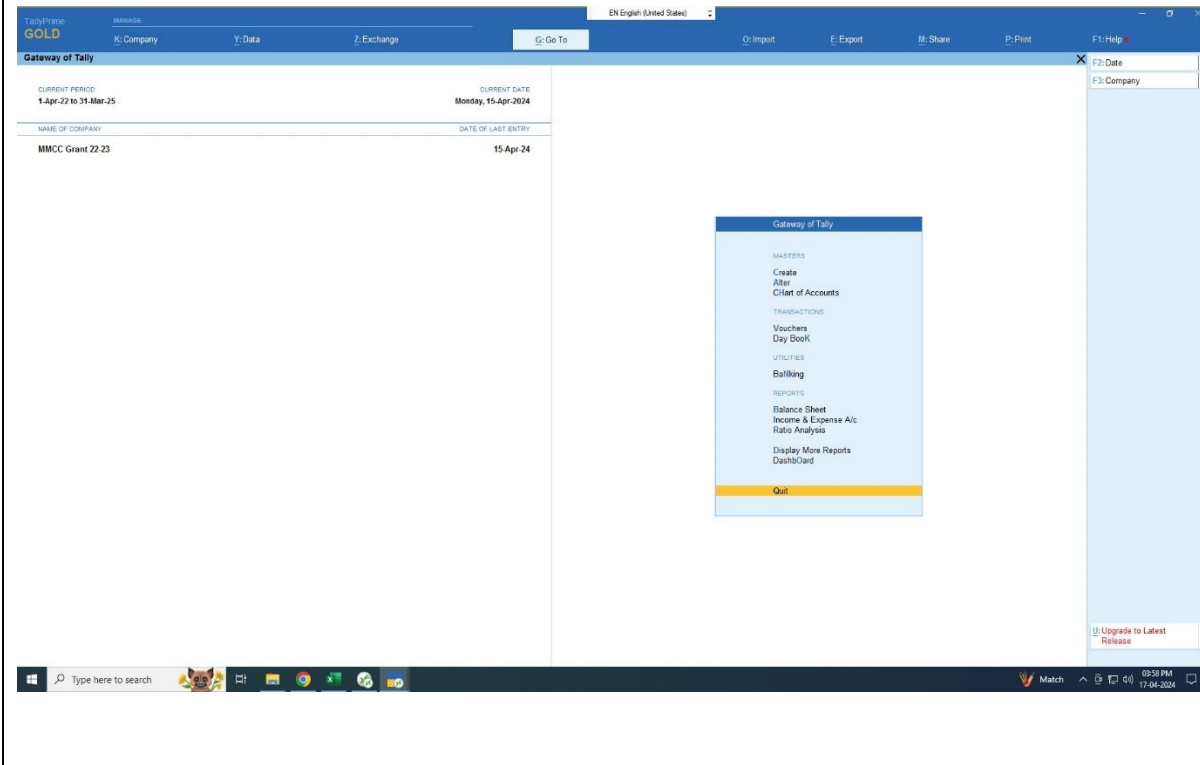 EN English (United States)
TallyPrime
GOLD
MANAGE
K: Company
Y: Data
Z: Exchange
G: Go To
O: Import
E: Export
M: Share
P: Print
F1: Help
Gateway of Tally
F2: Date
F3: Company
CURRENT PERIOD
1-Apr-22 to 31-Mar-25
CURRENT DATE
Monday, 15-Apr-2024
NAME OF COMPANY
DATE OF LAST ENTRY
MMCC Grant 22-23
15-Apr-24
Gateway of Tally
MASTERS
Create
Alter
CHart of Accounts
TRANSACTIONS
Vouchers
Day BooK
UTILITIES
BaNking
REPORTS
Balance Sheet
Income & Expense A/c
Ratio Analysis
Display More Reports
DashbOard
Quit
U: Upgrade to Latest
Release
Type here to search
Match
03:58 PM
17-04-2024